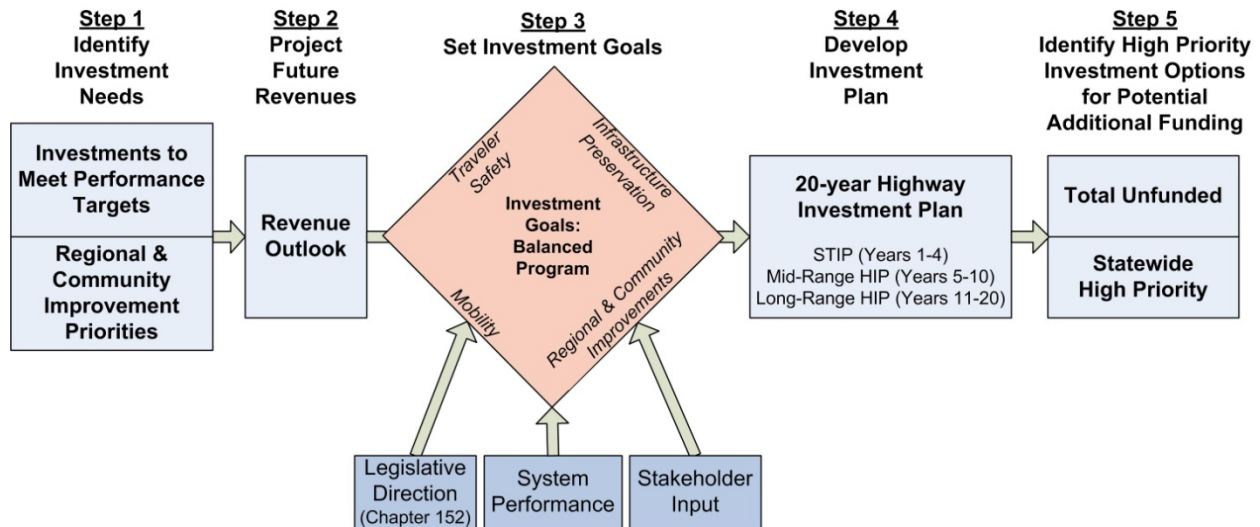 Step 1
Identify
Investment
Needs
Step 2
Project
Future
Revenues
Step 3
Set Investment Goals
Step 4
Develop
Investment
Plan
Step 5
Identify High Priority
Investment Options
for Potential
Additional Funding
Investments to
Meet Performance
Targets
Regional &
Community
Improvement
Priorities
Revenue
Outlook
Traveler
Safety
Infrastructure
Preservation
Investment
Goals:
Balanced
Program
Mobility
Regional & Community
Improvements
20-year Highway
Investment Plan
STIP (Years 1-4)
Mid-Range HIP (Years 5-10)
Long-Range HIP (Years 11-20)
Total Unfunded
Statewide
High Priority
Legislative
Direction
(Chapter 152)
System
Performance
Stakeholder
Input